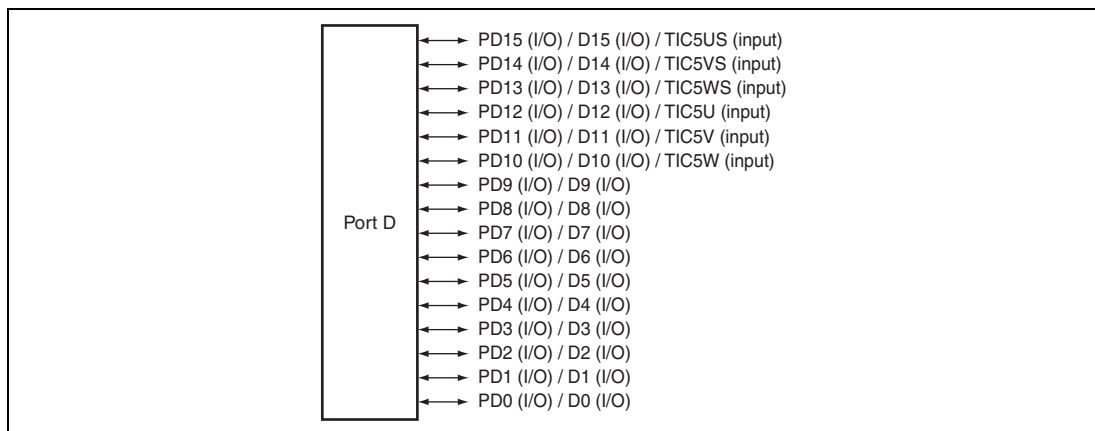 PD15 (I/O) / D15 (I/O) / TIC5US (input)
PD14 (I/O) / D14 (I/O) / TIC5VS (input)
PD13 (I/O) / D13 (I/O) / TIC5WS (input)
PD12 (I/O) / D12 (I/O) / TIC5U (input)
PD11 (I/O) / D11 (I/O) / TIC5V (input)
PD10 (I/O) / D10 (I/O) / TIC5W (input)
PD9 (I/O) / D9 (I/O)
PD8 (I/O) / D8 (I/O)
Port D
PD7 (I/O) / D7 (I/O)
PD6 (I/O) / D6 (I/O)
PD5 (I/O) / D5 (I/O)
PD4 (I/O) / D4 (I/O)
PD3 (I/O) / D3 (I/O)
PD2 (I/O) / D2 (I/O)
PD1 (I/O) / D1 (I/O)
PD0 (I/O) / D0 (I/O)